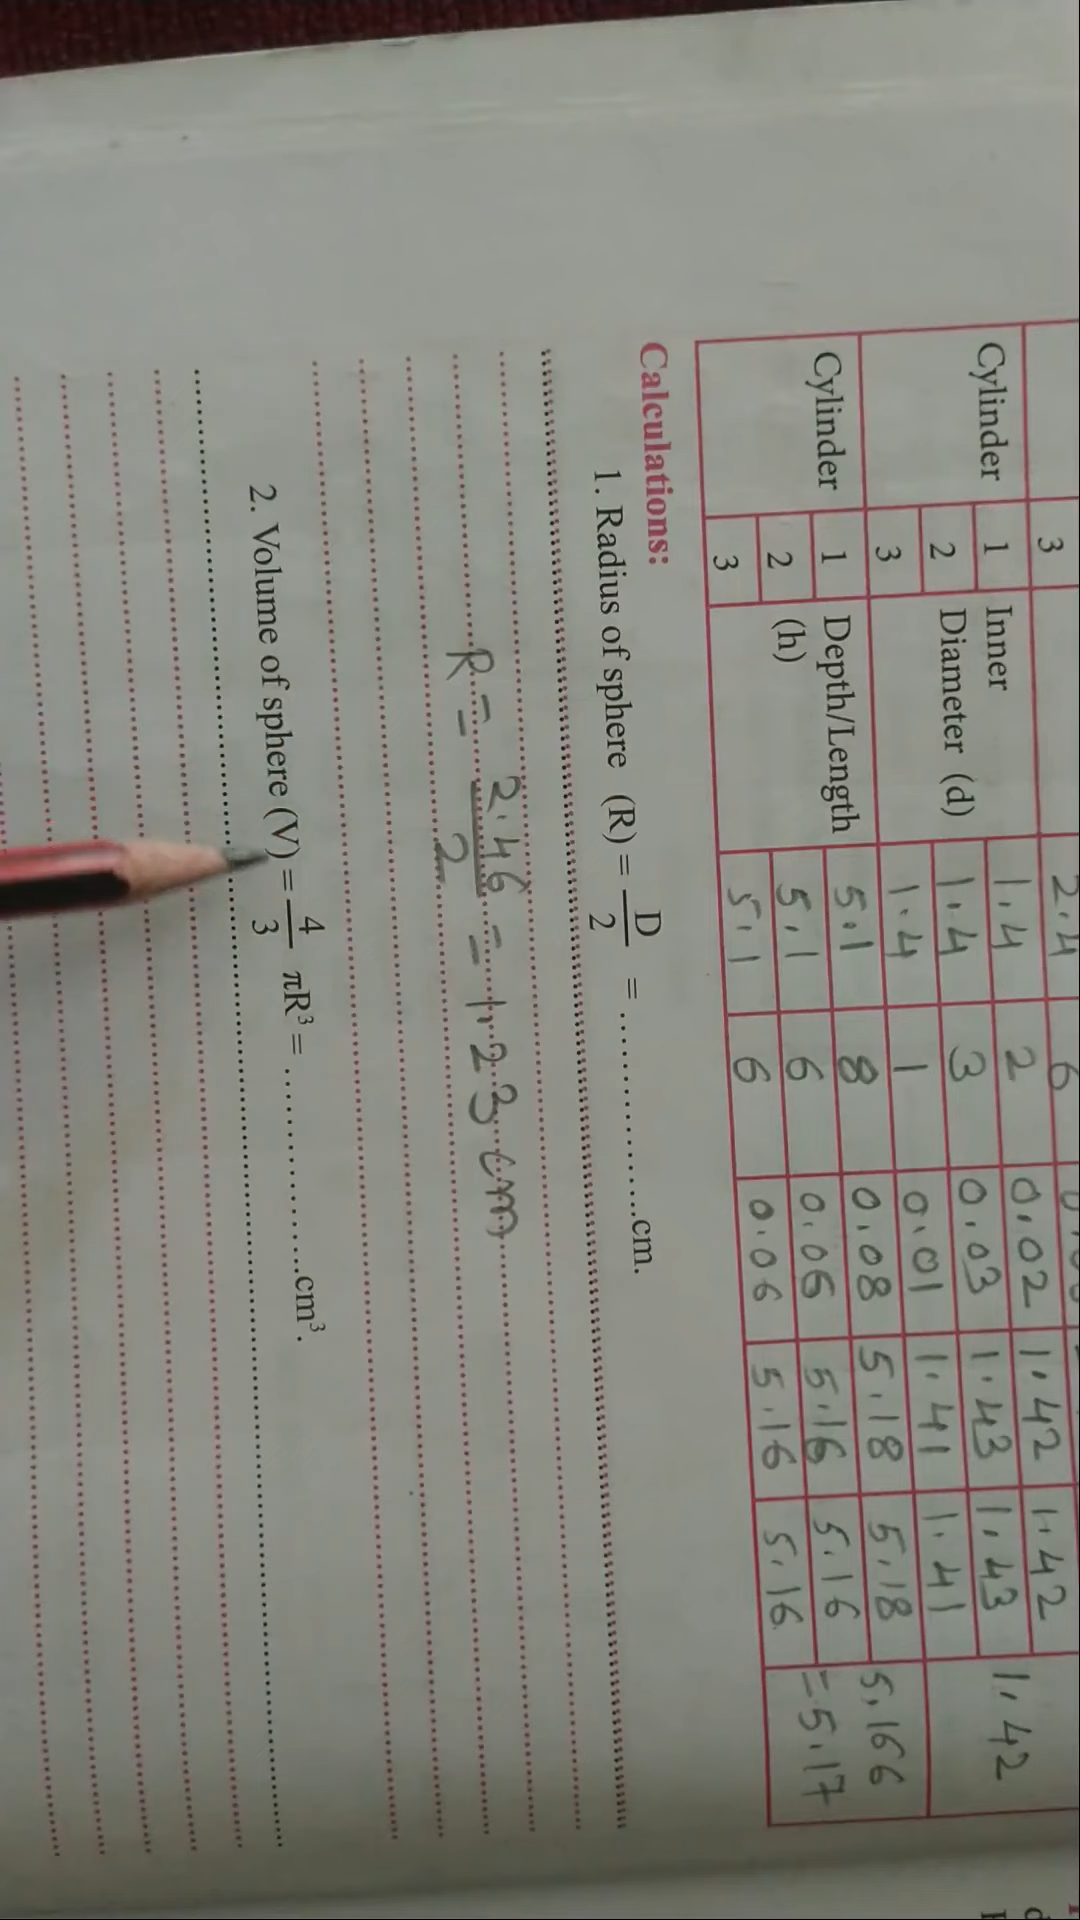 3 2.4 6
Cylinder 1 Inner Diameter (d) 1.4 2 0.02 1.42 1.42 1.42
2 1.4 3 0.03 1.43 1.43
3 1.4 1 0.01 1.41 1.41
Cylinder 1 Depth/Length (h) 5.1 8 0.08 5.18 5.18 5.166
2 5.1 6 0.06 5.16 5.16 = 5.17
3 5.1 6 0.06 5.16 5.16
Calculations:
1. Radius of sphere (R) = D/2 = ..............cm.
R = 2.46/2 = 1.23 cm
2. Volume of sphere (V) = 4/3 πR³ = ..............cm³.